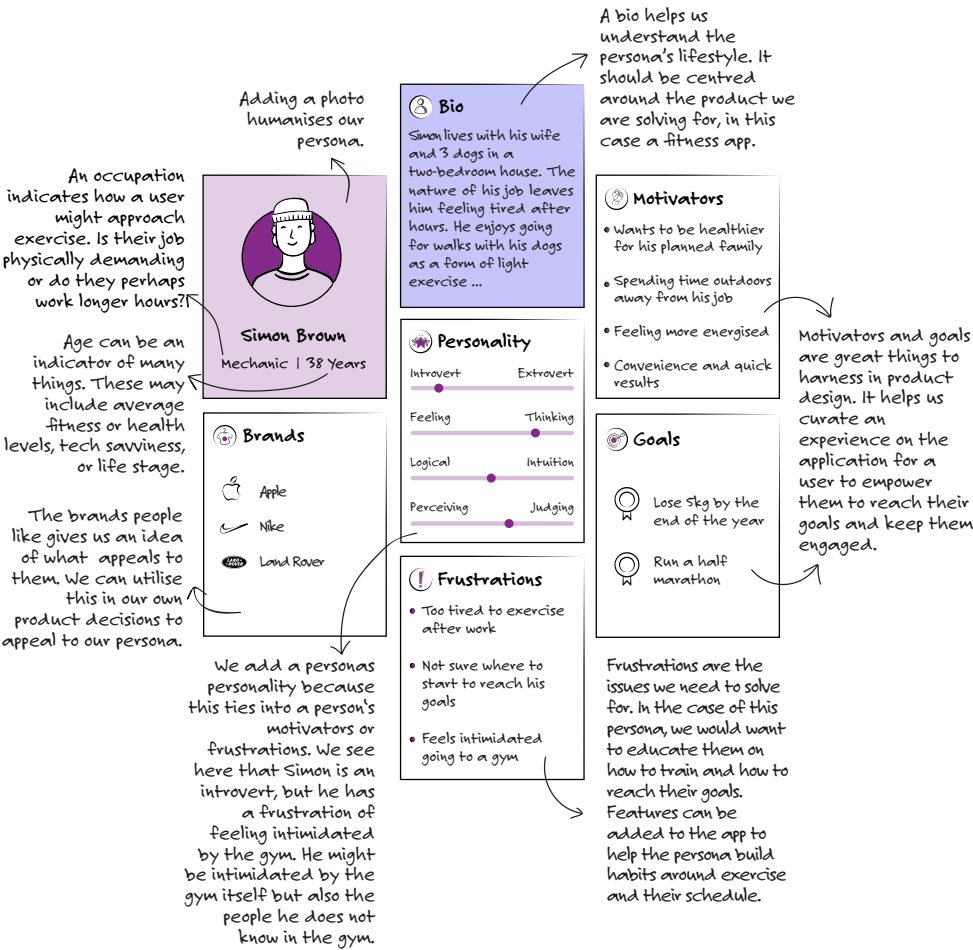 A bio helps us
understand the
persona's lifestyle. It
should be centred
around the product we
are solving for, in this
case a fitness app.
Adding a photo
humanises our
persona.
An occupation
indicates how a user
might approach
exercise. Is their job
physically demanding
or do they perhaps
work longer hours?
Age can be an
indicator of many
things. These may
include average
fitness or health
levels, tech savviness,
or life stage.
The brands people
like gives us an idea
of what appeals to
them. We can utilise
this in our own
product decisions to
appeal to our persona.
Simon Brown
Mechanic | 38 Years
Brands
Apple
Nike
LAND ROVER
Land Rover
Bio
Simon lives with his wife
and 3 dogs in a
two-bedroom house. The
nature of his job leaves
him feeling tired after
hours. He enjoys going
for walks with his dogs
as a form of light
exercise ...
Personality
Introvert Extrovert
Feeling Thinking
Logical Intuition
Perceiving Judging
Frustrations
Too tired to exercise
after work
Not sure where to
start to reach his
goals
Feels intimidated
going to a gym
Motivators
Wants to be healthier
for his planned family
Spending time outdoors
away from his job
Feeling more energised
Convenience and quick
results
Goals
Lose 5kg by the
end of the year
Run a half
marathon
Motivators and goals
are great things to
harness in product
design. It helps us
curate an
experience on the
application for a
user to empower
them to reach their
goals and keep them
engaged.
We add a personas
personality because
this ties into a person's
motivators or
frustrations. We see
here that Simon is an
introvert, but he has
a frustration of
feeling intimidated
by the gym. He might
be intimidated by the
gym itself but also the
people he does not
know in the gym.
Frustrations are the
issues we need to solve
for. In the case of this
persona, we would want
to educate them on
how to train and how to
reach their goals.
Features can be
added to the app to
help the persona build
habits around exercise
and their schedule.